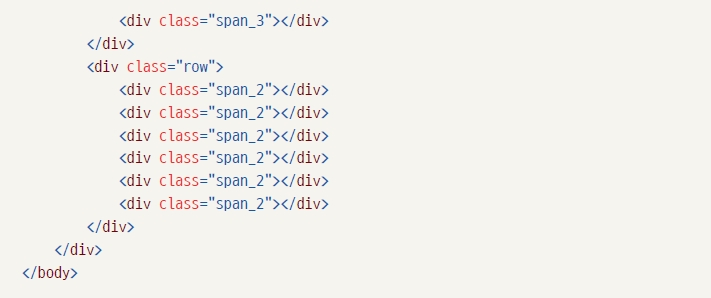 <div class="span_3"></div>
</div>
<div class="row">
<div class="span_2"></div>
<div class="span_2"></div>
<div class="span_2"></div>
<div class="span_2"></div>
<div class="span_2"></div>
<div class="span_2"></div>
</div>
</div>
</body>